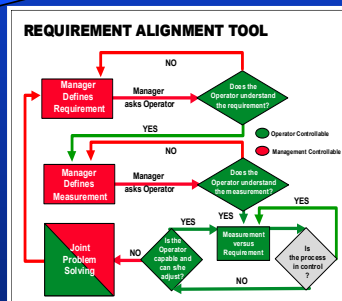 REQUIREMENT ALIGNMENT TOOL
NO
Manager
Defines
Requirement
Manager
asks Operator
Does the
Operator understand
the requirement?
YES
Operator Controllable
Management Controllable
NO
Manager
Defines
Measurement
Manager
asks Operator
Does the
Operator understand
the measurement?
YES
YES
YES
Joint
Problem
Solving
NO
Is the
Operator
capable and
can s/he
adjust?
Measurement
versus
Requirement
Is
the process
in control
?
NO